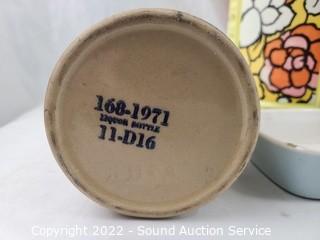 168-1971
LIQUOR BOTTLE
11-D16
Copyright 2022 - Sound Auction Service